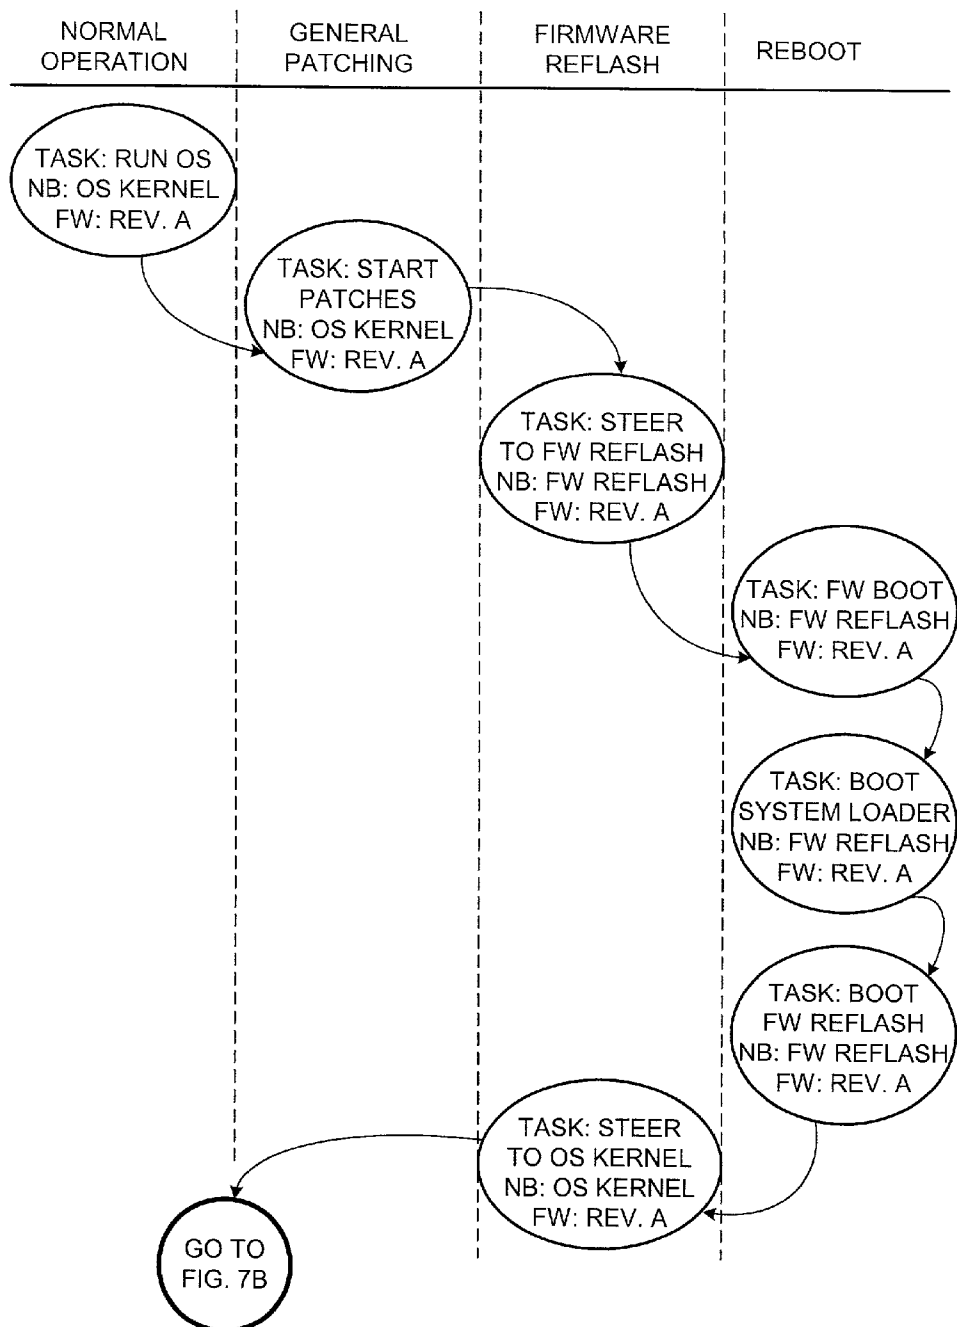 NORMAL
OPERATION
GENERAL
PATCHING
FIRMWARE
REFLASH
REBOOT
TASK: RUN OS
NB: OS KERNEL
FW: REV. A
TASK: START
PATCHES
NB: OS KERNEL
FW: REV. A
TASK: STEER
TO FW REFLASH
NB: FW REFLASH
FW: REV. A
TASK: FW BOOT
NB: FW REFLASH
FW: REV. A
TASK: BOOT
SYSTEM LOADER
NB: FW REFLASH
FW: REV. A
TASK: BOOT
FW REFLASH
NB: FW REFLASH
FW: REV. A
TASK: STEER
TO OS KERNEL
NB: OS KERNEL
FW: REV. A
GO TO
FIG. 7B